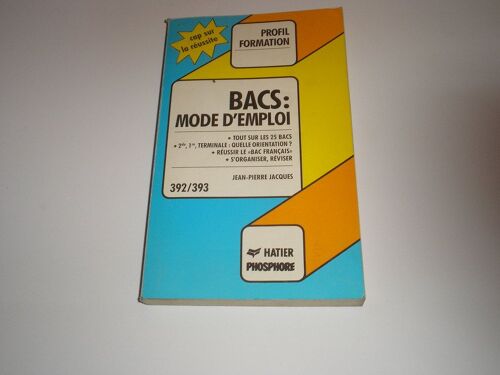 cap sur
la réussite
PROFIL
FORMATION
BACS:
MODE D'EMPLOI
• TOUT SUR LES 25 BACS
• 2de, 1re, TERMINALE : QUELLE ORIENTATION ?
• RÉUSSIR LE «BAC FRANÇAIS»
• S'ORGANISER, RÉVISER
JEAN-PIERRE JACQUES
392/393
HATIER
PHOSPHORE